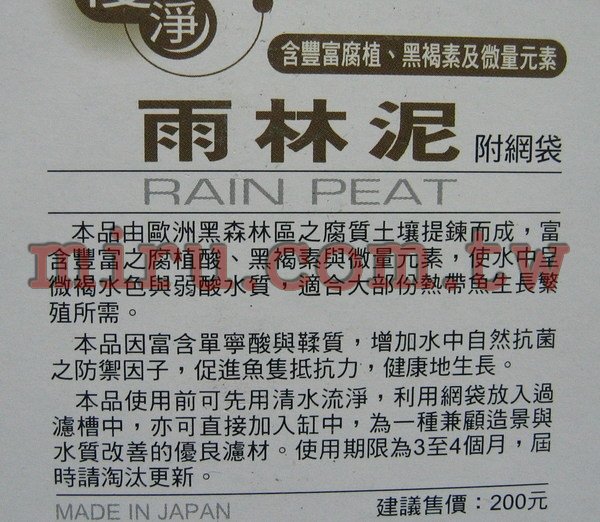 淨
含豐富腐植、黑褐素及微量元素
雨林泥 附網袋
RAIN PEAT
本品由歐洲黑森林區之腐質土壤提鍊而成，富
含豐富之腐植酸、黑褐素與微量元素，使水中呈
微褐水色與弱酸水質，適合大部份熱帶魚生長繁
殖所需。
miru.com.tw
本品因富含單寧酸與鞣質，增加水中自然抗菌
之防禦因子，促進魚隻抵抗力，健康地生長。
本品使用前可先用清水流淨，利用網袋放入過
濾槽中，亦可直接加入缸中，為一種兼顧造景與
水質改善的優良濾材。使用期限為3至4個月，屆
時請淘汰更新。
MADE IN JAPAN 建議售價：200元